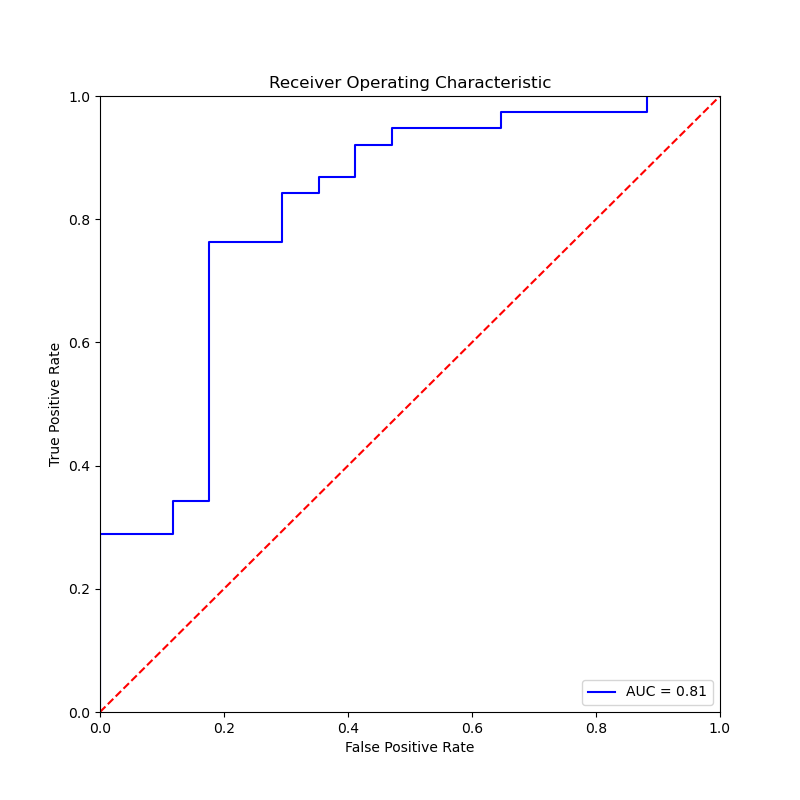 Receiver Operating Characteristic
1.0
0.8
0.6
0.4
0.2
0.0
True Positive Rate
AUC = 0.81
0.0 0.2 0.4 0.6 0.8 1.0
False Positive Rate